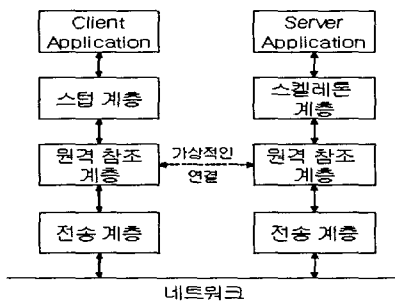 Client
Application
Server
Application
스텁 계층
스켈레톤
계층
원격 참조
계층
가상적인
연결
원격 참조
계층
전송 계층
전송 계층
네트워크